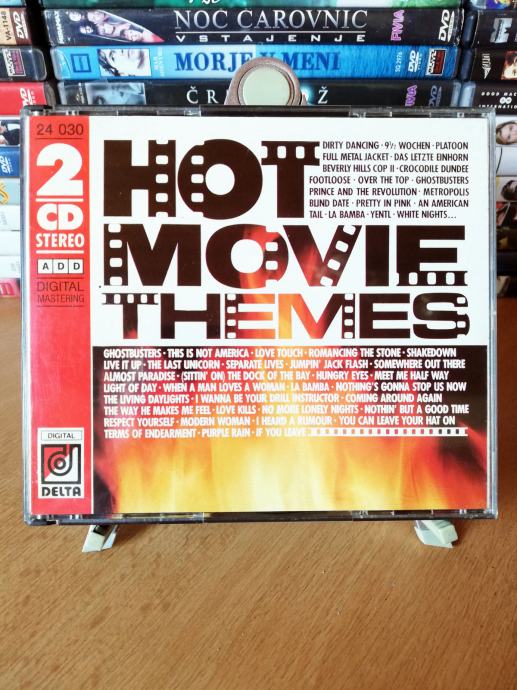 VA-1148
DVD
NOC ČAROVNIC
VSTAJENJE
PWIA
DVD
MORJE V MENI
DVD
ČR
Ž
PWIA
DVD
24 030
2
CD
STEREO
ADD
DIGITAL
MASTERING
HOT
MOVIE
THEMES
DIRTY DANCING · 9½ WOCHEN · PLATOON
FULL METAL JACKET · DAS LETZTE EINHORN
BEVERLY HILLS COP II · CROCODILE DUNDEE
FOOTLOOSE · OVER THE TOP · GHOSTBUSTERS
PRINCE AND THE REVOLUTION · METROPOLIS
BLIND DATE · PRETTY IN PINK · AN AMERICAN
TAIL · LA BAMBA · YENTL · WHITE NIGHTS...
GHOSTBUSTERS · THIS IS NOT AMERICA · LOVE TOUCH · ROMANCING THE STONE · SHAKEDOWN
LIVE IT UP · THE LAST UNICORN · SEPARATE LIVES · JUMPIN' JACK FLASH · SOMEWHERE OUT THERE
ALMOST PARADISE · (SITTIN' ON) THE DOCK OF THE BAY · HUNGRY EYES · MEET ME HALF WAY
LIGHT OF DAY · WHEN A MAN LOVES A WOMAN · LA BAMBA · NOTHING'S GONNA STOP US NOW
THE LIVING DAYLIGHTS · I WANNA BE YOUR DRILL INSTRUCTOR · COMING AROUND AGAIN
THE WAY HE MAKES ME FEEL · LOVE KILLS · NO MORE LONELY NIGHTS · NOTHIN' BUT A GOOD TIME
RESPECT YOURSELF · MODERN WOMAN · I HEARD A RUMOUR · YOU CAN LEAVE YOUR HAT ON
TERMS OF ENDEARMENT · PURPLE RAIN · IF YOU LEAVE
DIGITAL
DELTA